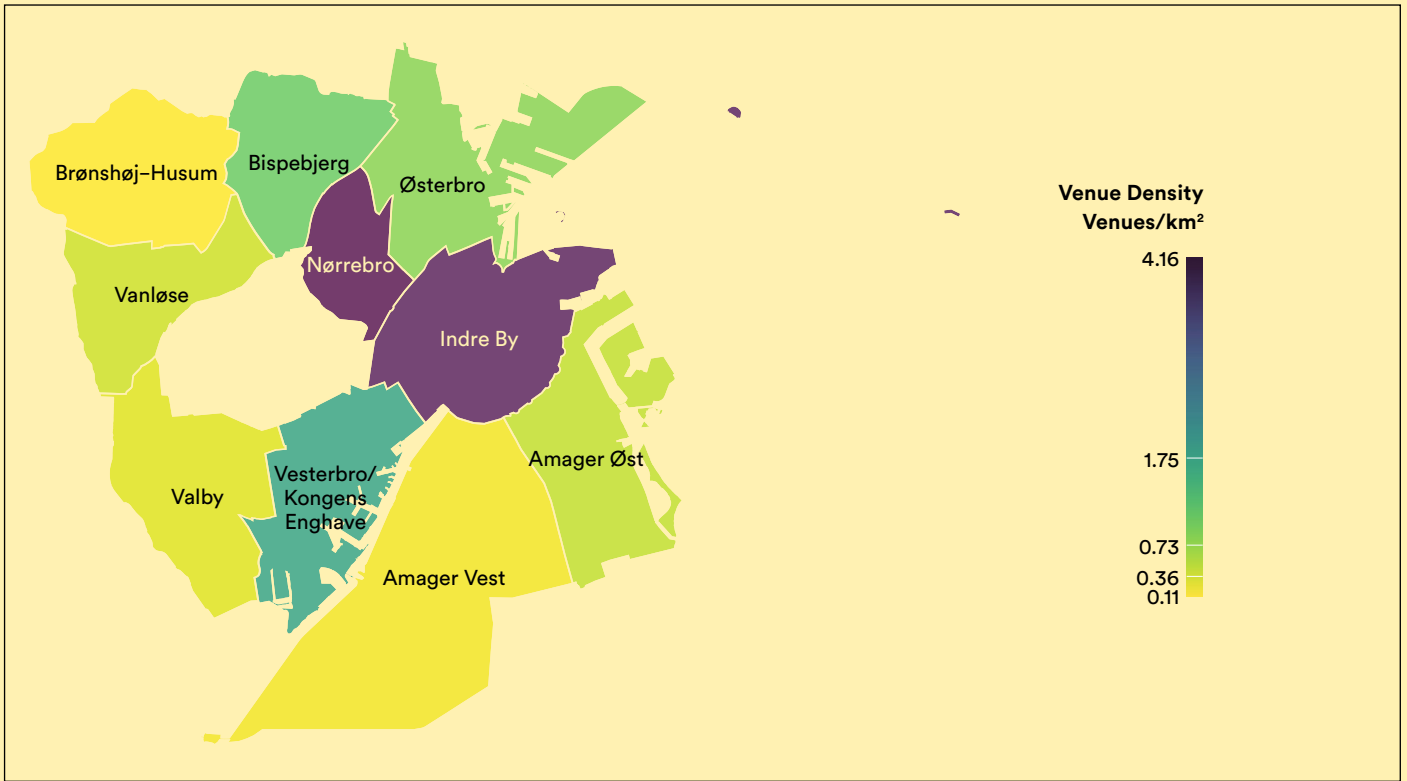 Brønshøj–Husum
Bispebjerg
Østerbro
Nørrebro
Vanløse
Indre By
Amager Øst
Valby
Vesterbro/
Kongens
Enghave
Amager Vest
Venue Density
Venues/km²
4.16
1.75
0.73
0.36
0.11